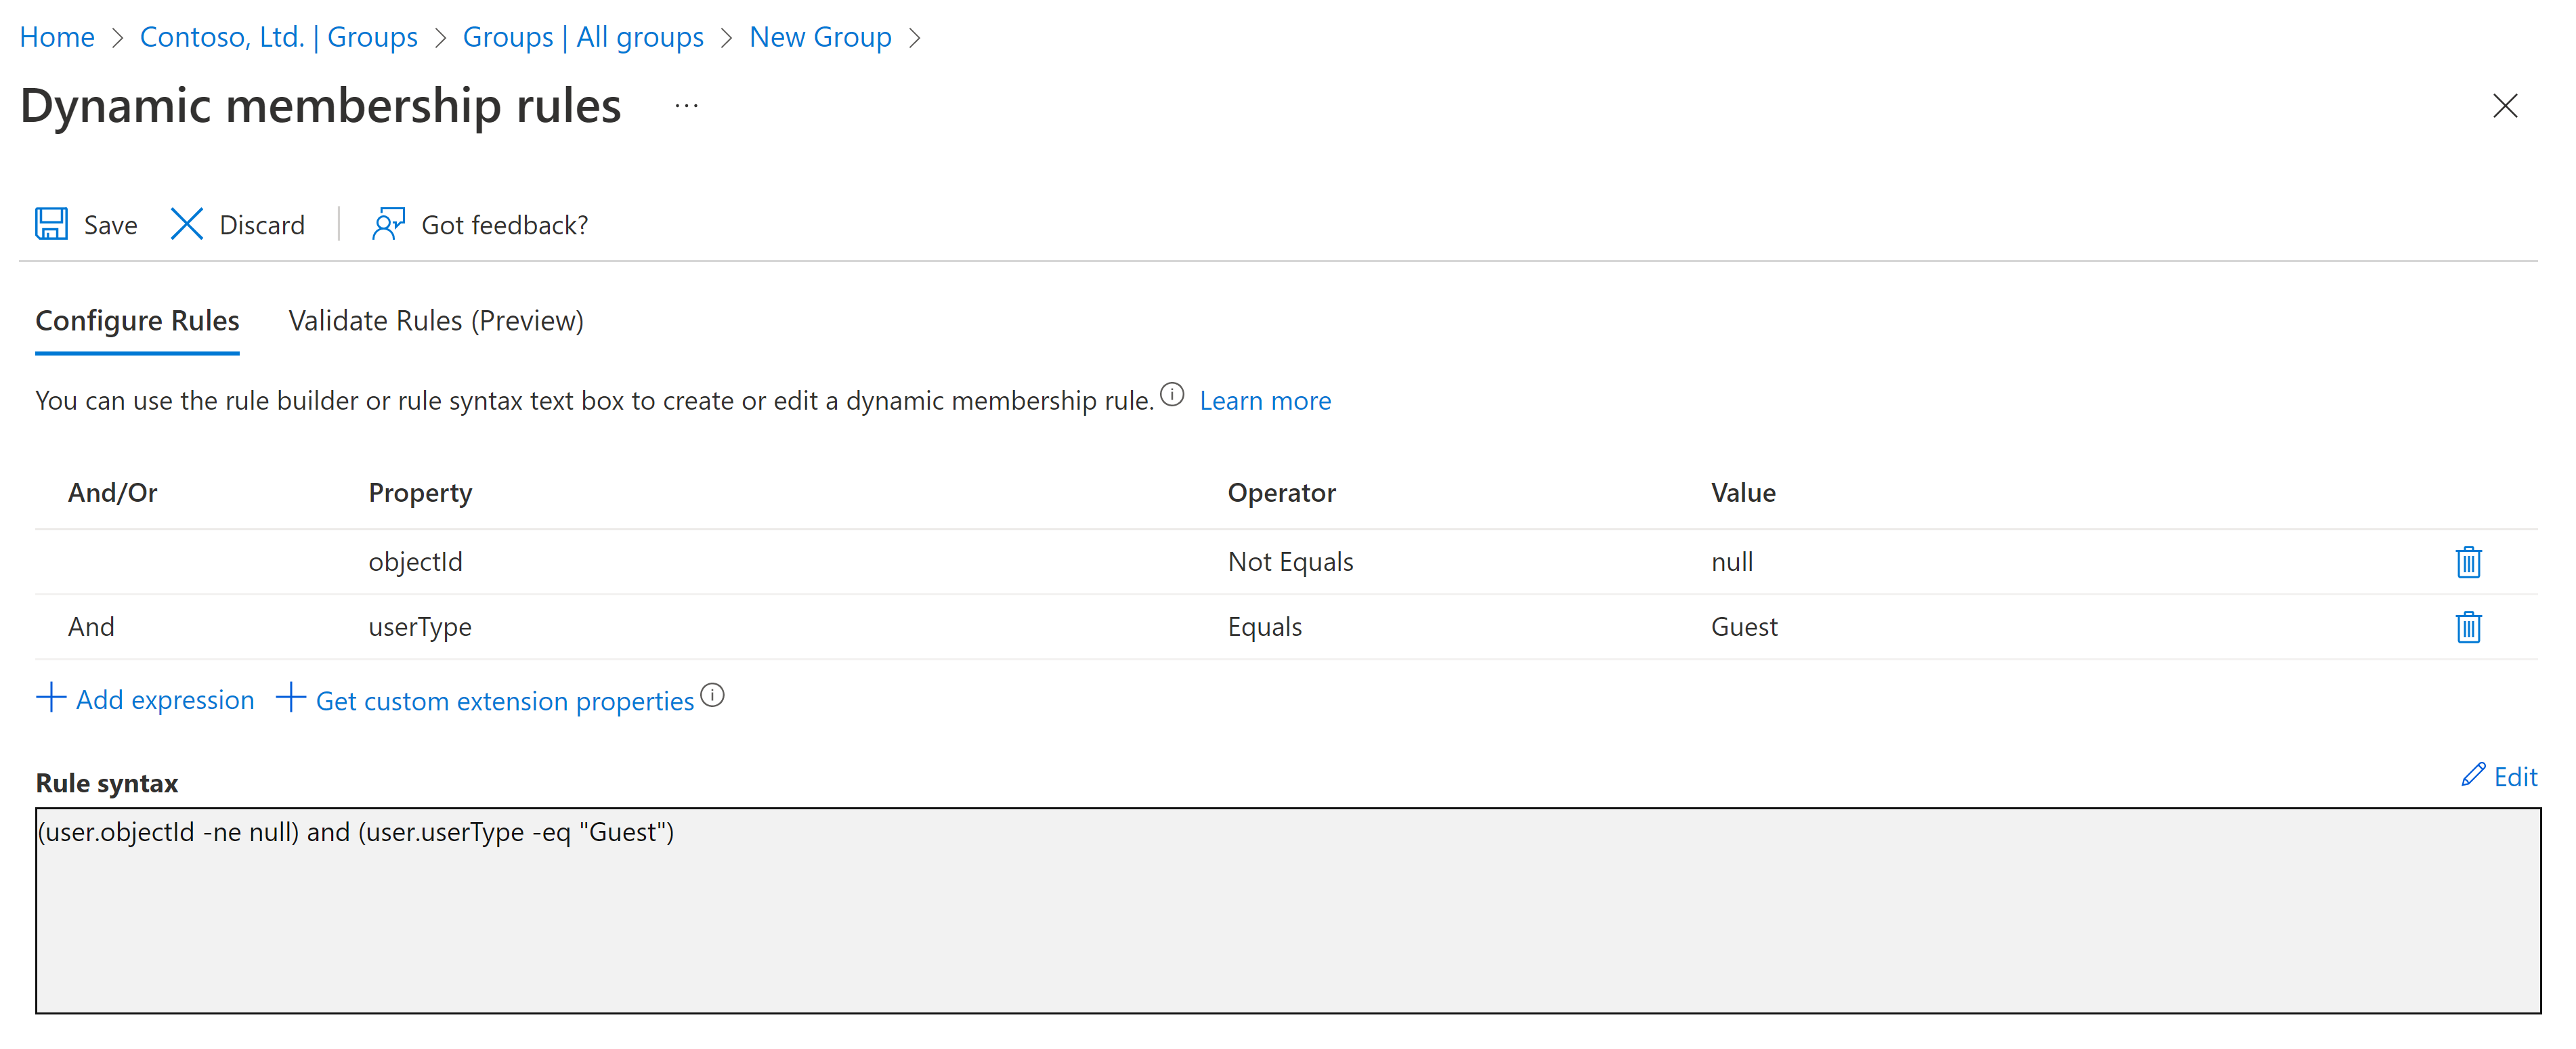 Home > Contoso, Ltd. | Groups > Groups | All groups > New Group >
Dynamic membership rules ...
Save Discard | Got feedback?
Configure Rules Validate Rules (Preview)
You can use the rule builder or rule syntax text box to create or edit a dynamic membership rule. Learn more
And/Or Property Operator Value
objectId Not Equals null
And userType Equals Guest
+ Add expression + Get custom extension properties
Rule syntax Edit
(user.objectId -ne null) and (user.userType -eq "Guest")